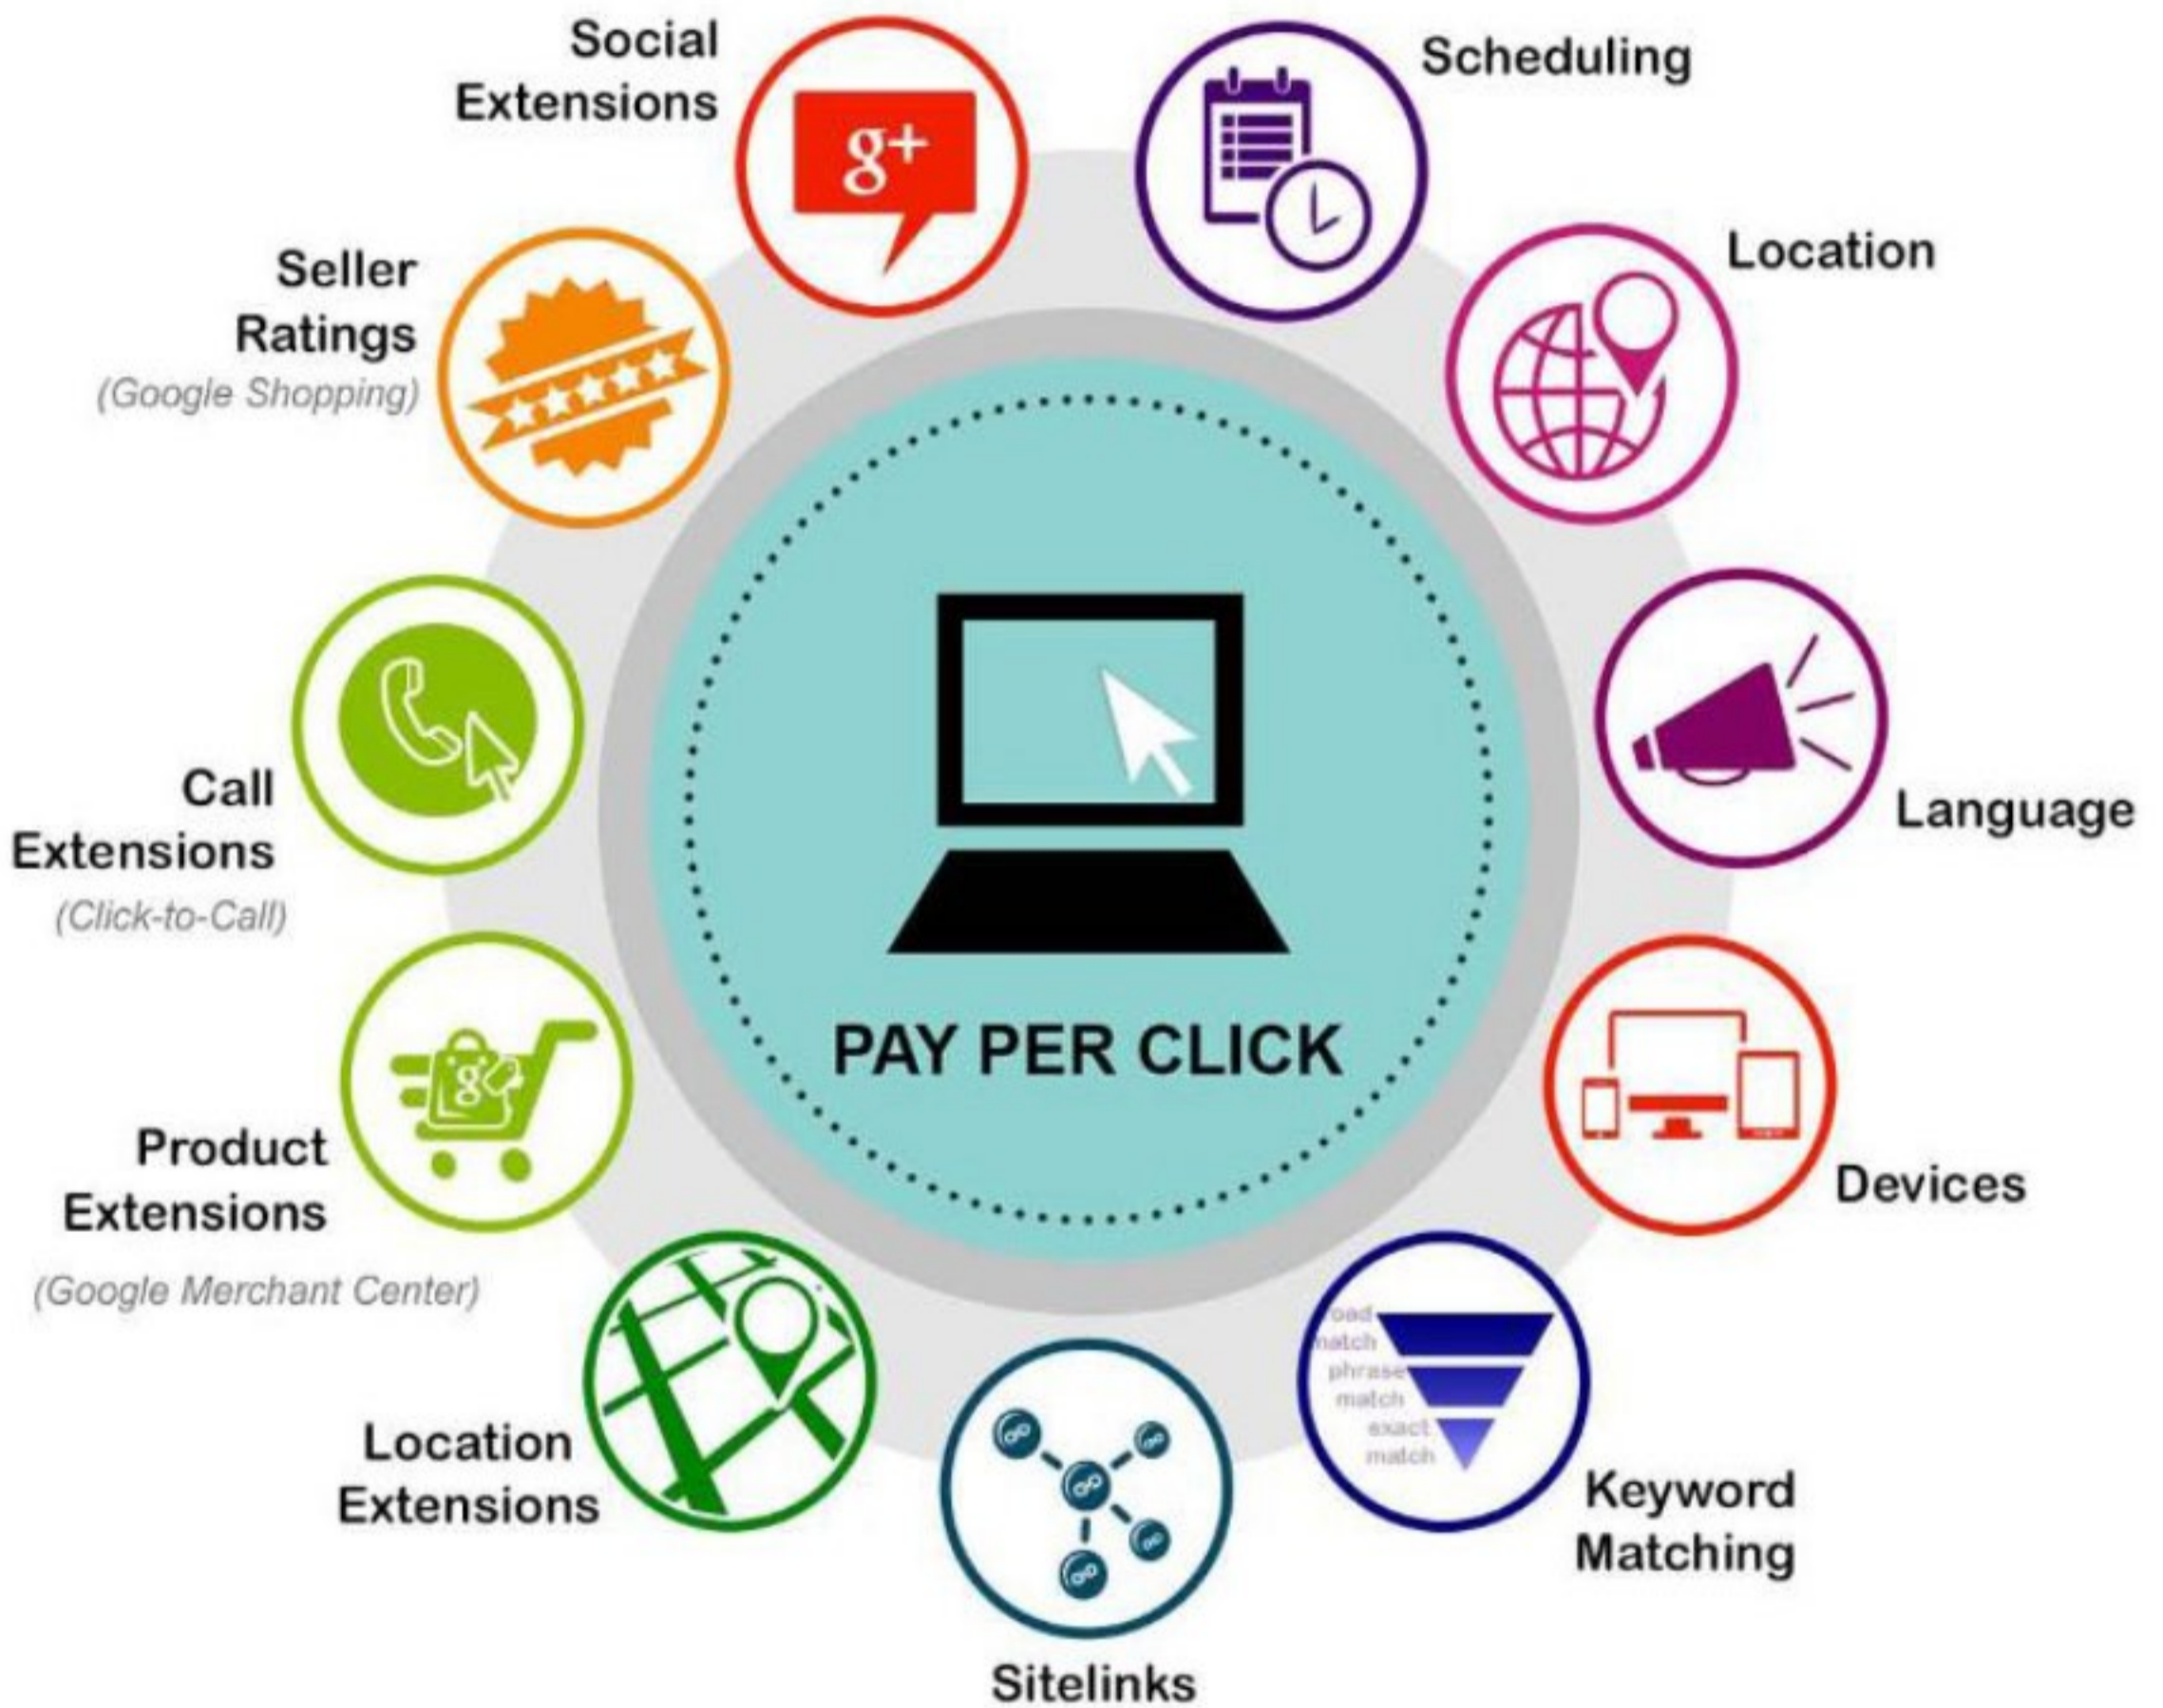 Social
Extensions
g+
Scheduling
Seller
Ratings
(Google Shopping)
Location
Call
Extensions
(Click-to-Call)
Language
PAY PER CLICK
Product
Extensions
(Google Merchant Center)
g
Devices
Location
Extensions
match
phrase
match
exact
match
Keyword
Matching
Sitelinks